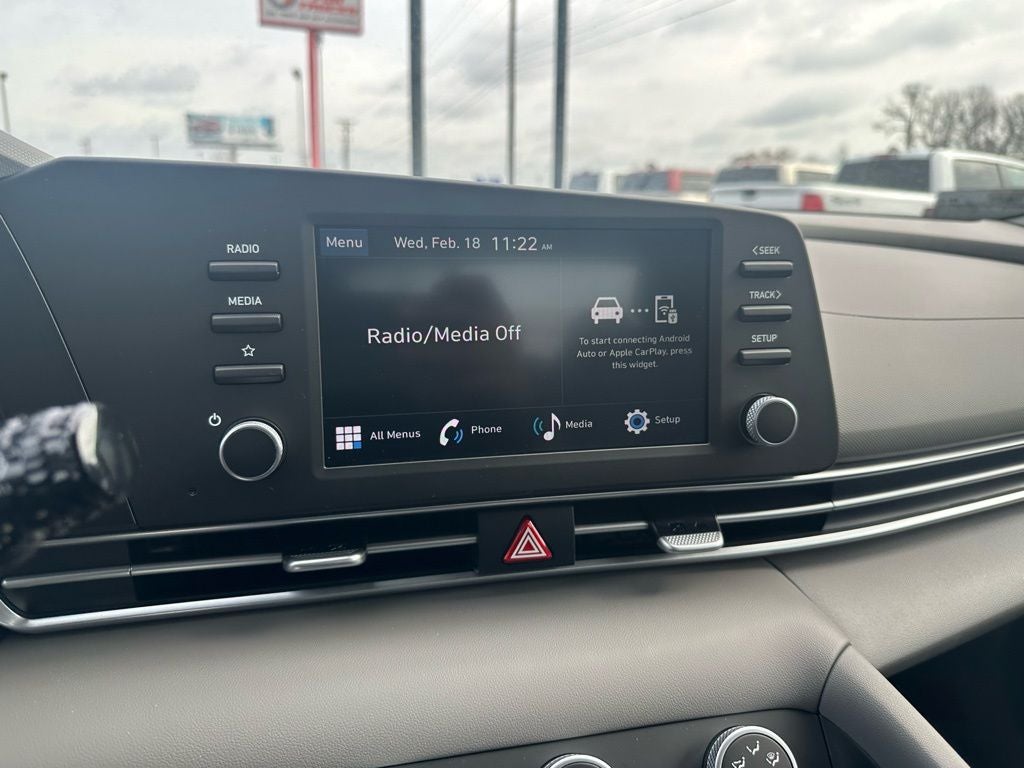 RADIO
MEDIA
Menu
Wed, Feb. 18 11:22 AM
Radio/Media Off
To start connecting Android
Auto or Apple CarPlay, press
this widget.
All Menus
Phone
Media
Setup
<SEEK
TRACK>
SETUP